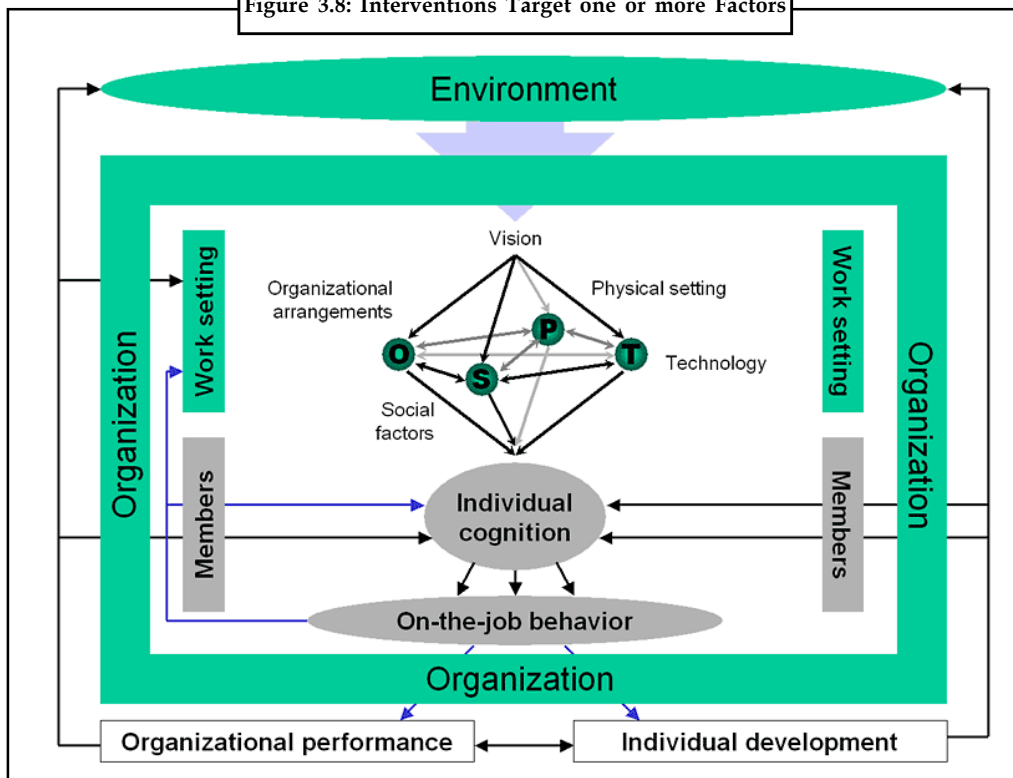 Figure 3.8: Interventions Target one or more Factors
Environment
Organization
Work setting
Members
Vision
Organizational
arrangements
Physical setting
O
P
S
T
Technology
Social
factors
Individual
cognition
On-the-job behavior
Work setting
Members
Organization
Organization
Organizational performance
Individual development